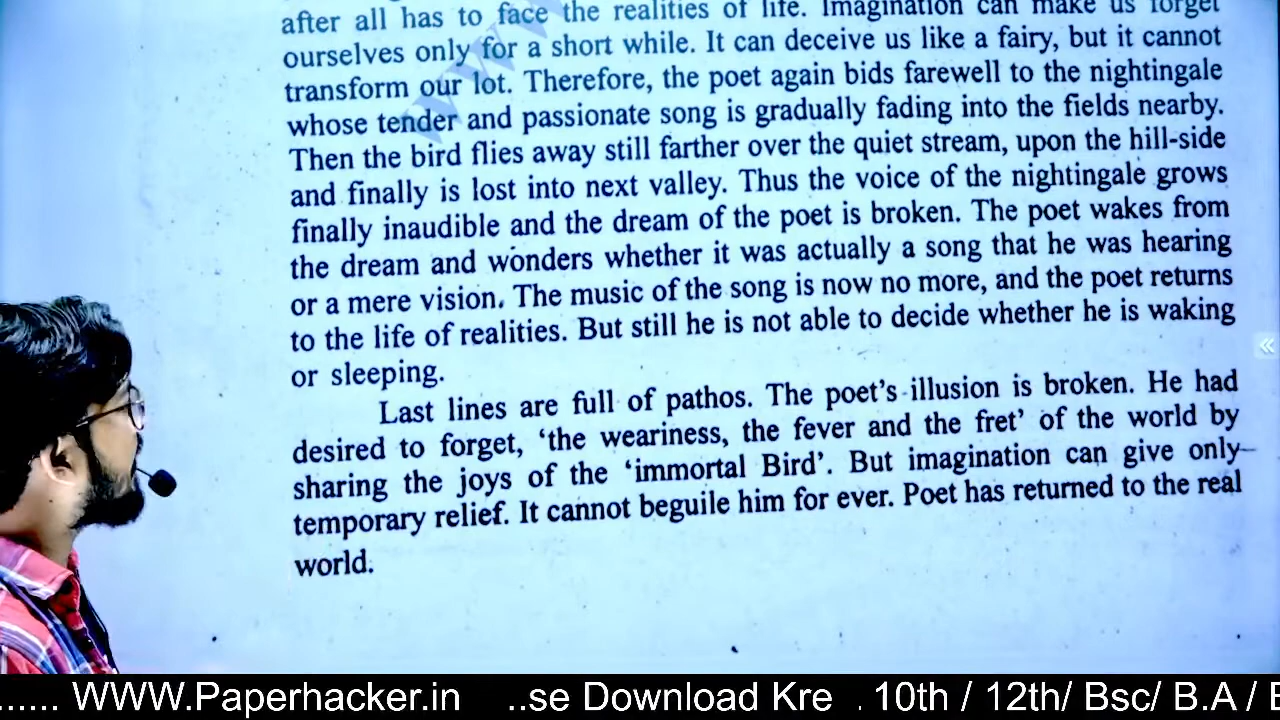 after all has to face the realities of life. Imagination can make us forget
ourselves only for a short while. It can deceive us like a fairy, but it cannot
transform our lot. Therefore, the poet again bids farewell to the nightingale
whose tender and passionate song is gradually fading into the fields nearby.
Then the bird flies away still farther over the quiet stream, upon the hill-side
and finally is lost into next valley. Thus the voice of the nightingale grows
finally inaudible and the dream of the poet is broken. The poet wakes from
the dream and wonders whether it was actually a song that he was hearing
or a mere vision. The music of the song is now no more, and the poet returns
to the life of realities. But still he is not able to decide whether he is waking
or sleeping.
Last lines are full of pathos. The poet's illusion is broken. He had
desired to forget, 'the weariness, the fever and the fret' of the world by
sharing the joys of the 'immortal Bird'. But imagination can give only
temporary relief. It cannot beguile him for ever. Poet has returned to the real
world.
...... WWW.Paperhacker.in ..se Download Kre . 10th / 12th/ Bsc/ B.A /